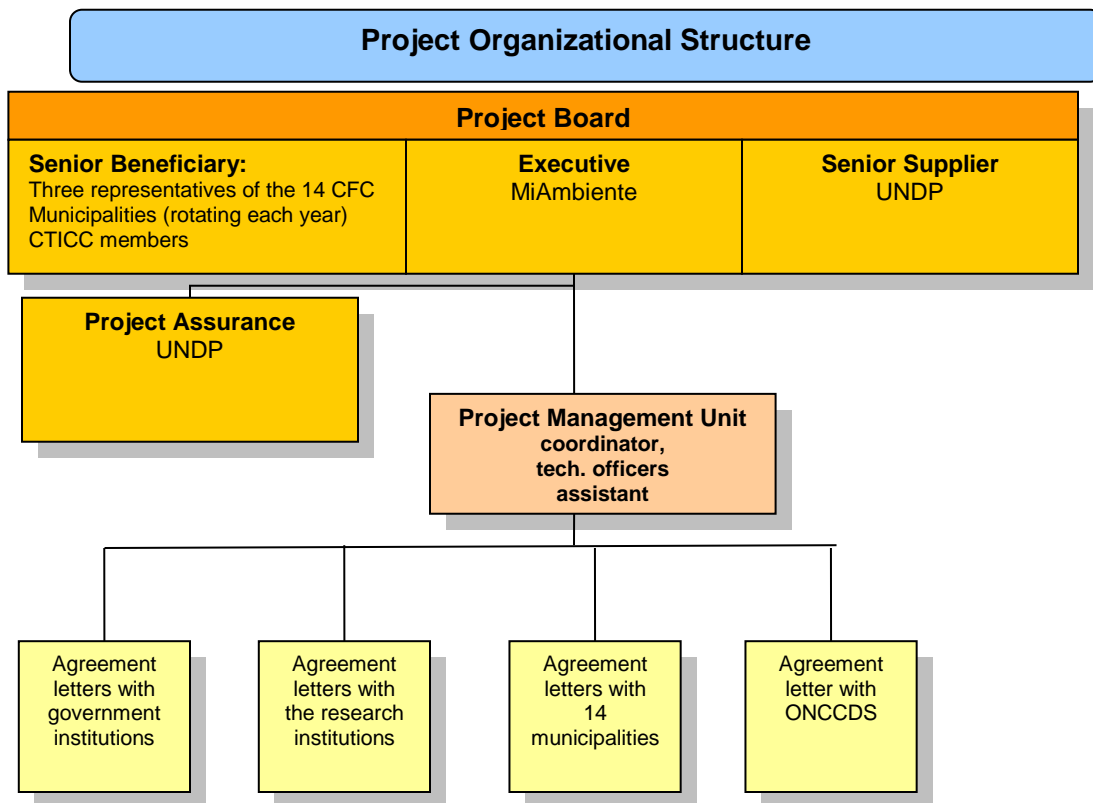 Project Organizational Structure
Project Board
Senior Beneficiary:
Three representatives of the 14 CFC
Municipalities (rotating each year)
CTICC members
Executive
MiAmbiente
Senior Supplier
UNDP
Project Assurance
UNDP
Project Management Unit
coordinator,
tech. officers
assistant
Agreement
letters with
government
institutions
Agreement
letters with
the research
institutions
Agreement
letters with
14
municipalities
Agreement
letter with
ONCCDS